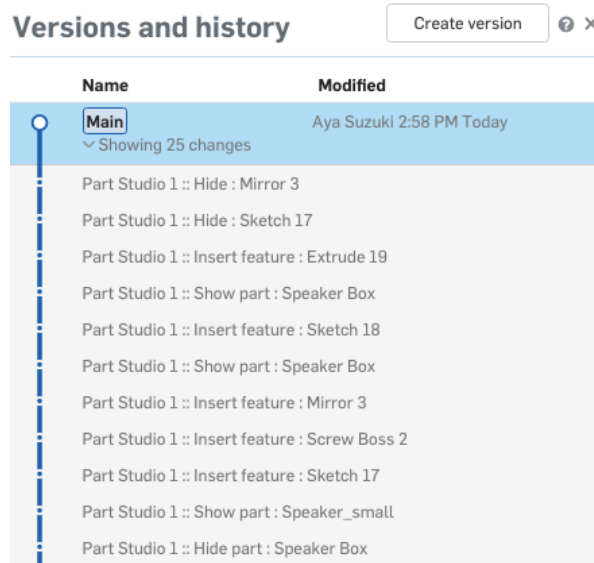 Versions and history
Create version
Name Modified
Main Aya Suzuki 2:58 PM Today
Showing 25 changes
Part Studio 1 :: Hide : Mirror 3
Part Studio 1 :: Hide : Sketch 17
Part Studio 1 :: Insert feature : Extrude 19
Part Studio 1 :: Show part : Speaker Box
Part Studio 1 :: Insert feature : Sketch 18
Part Studio 1 :: Show part : Speaker Box
Part Studio 1 :: Insert feature : Mirror 3
Part Studio 1 :: Insert feature : Screw Boss 2
Part Studio 1 :: Insert feature : Sketch 17
Part Studio 1 :: Show part : Speaker_small
Part Studio 1 :: Hide part : Speaker Box